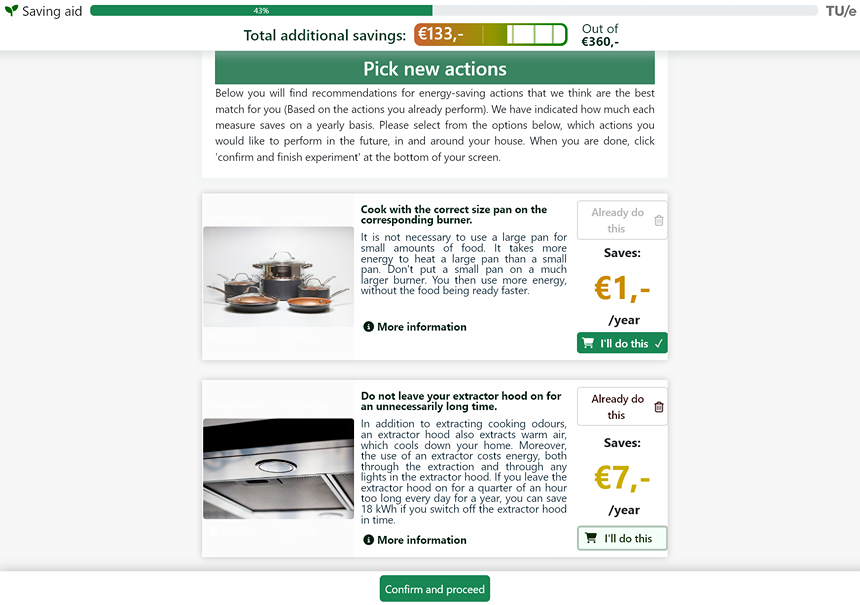 Saving aid
43%
TU/e
Total additional savings:
€133,-
Out of
€360,-
Pick new actions
Below you will find recommendations for energy-saving actions that we think are the best
match for you (Based on the actions you already perform). We have indicated how much each
measure saves on a yearly basis. Please select from the options below, which actions you
would like to perform in the future, in and around your house. When you are done, click
'confirm and finish experiment' at the bottom of your screen.
Cook with the correct size pan on the
corresponding burner.
It is not necessary to use a large pan for
small amounts of food. It takes more
energy to heat a large pan than a small
pan. Don't put a small pan on a much
larger burner. You then use more energy,
without the food being ready faster.
More information
Already do
this
Saves:
€1,-
/year
I'll do this
Do not leave your extractor hood on for
an unnecessarily long time.
In addition to extracting cooking odours,
an extractor hood also extracts warm air,
which cools down your home. Moreover,
the use of an extractor costs energy, both
through the extraction and through any
lights in the extractor hood. If you leave the
extractor hood on for a quarter of an hour
too long every day for a year, you can save
18 kWh if you switch off the extractor hood
in time.
More information
Already do
this
Saves:
€7,-
/year
I'll do this
Confirm and proceed